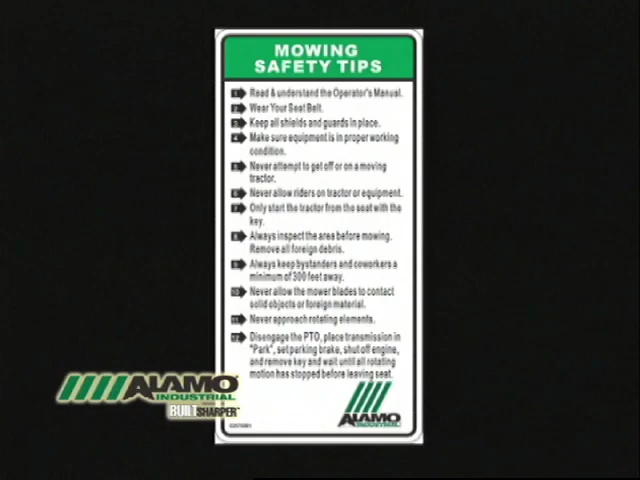 MOWING
SAFETY TIPS
1 Read & understand the Operator's Manual.
2 Wear Your Seat Belt.
3 Keep all shields and guards in place.
4 Make sure equipment is in proper working
condition.
5 Never attempt to get off or on a moving
tractor.
6 Never allow riders on tractor or equipment.
7 Only start the tractor from the seat with the
key.
8 Always inspect the area before mowing.
Remove all foreign debris.
9 Always keep bystanders and coworkers a
minimum of 300 feet away.
10 Never allow the mower blades to contact
solid objects or foreign material.
11 Never approach rotating elements.
12 Disengage the PTO, place transmission in
"Park", set parking brake, shut off engine,
and remove key and wait until all rotating
motion has stopped before leaving seat.
ALAMO
INDUSTRIAL
ALAMO
INDUSTRIAL
BUILT SHARPER